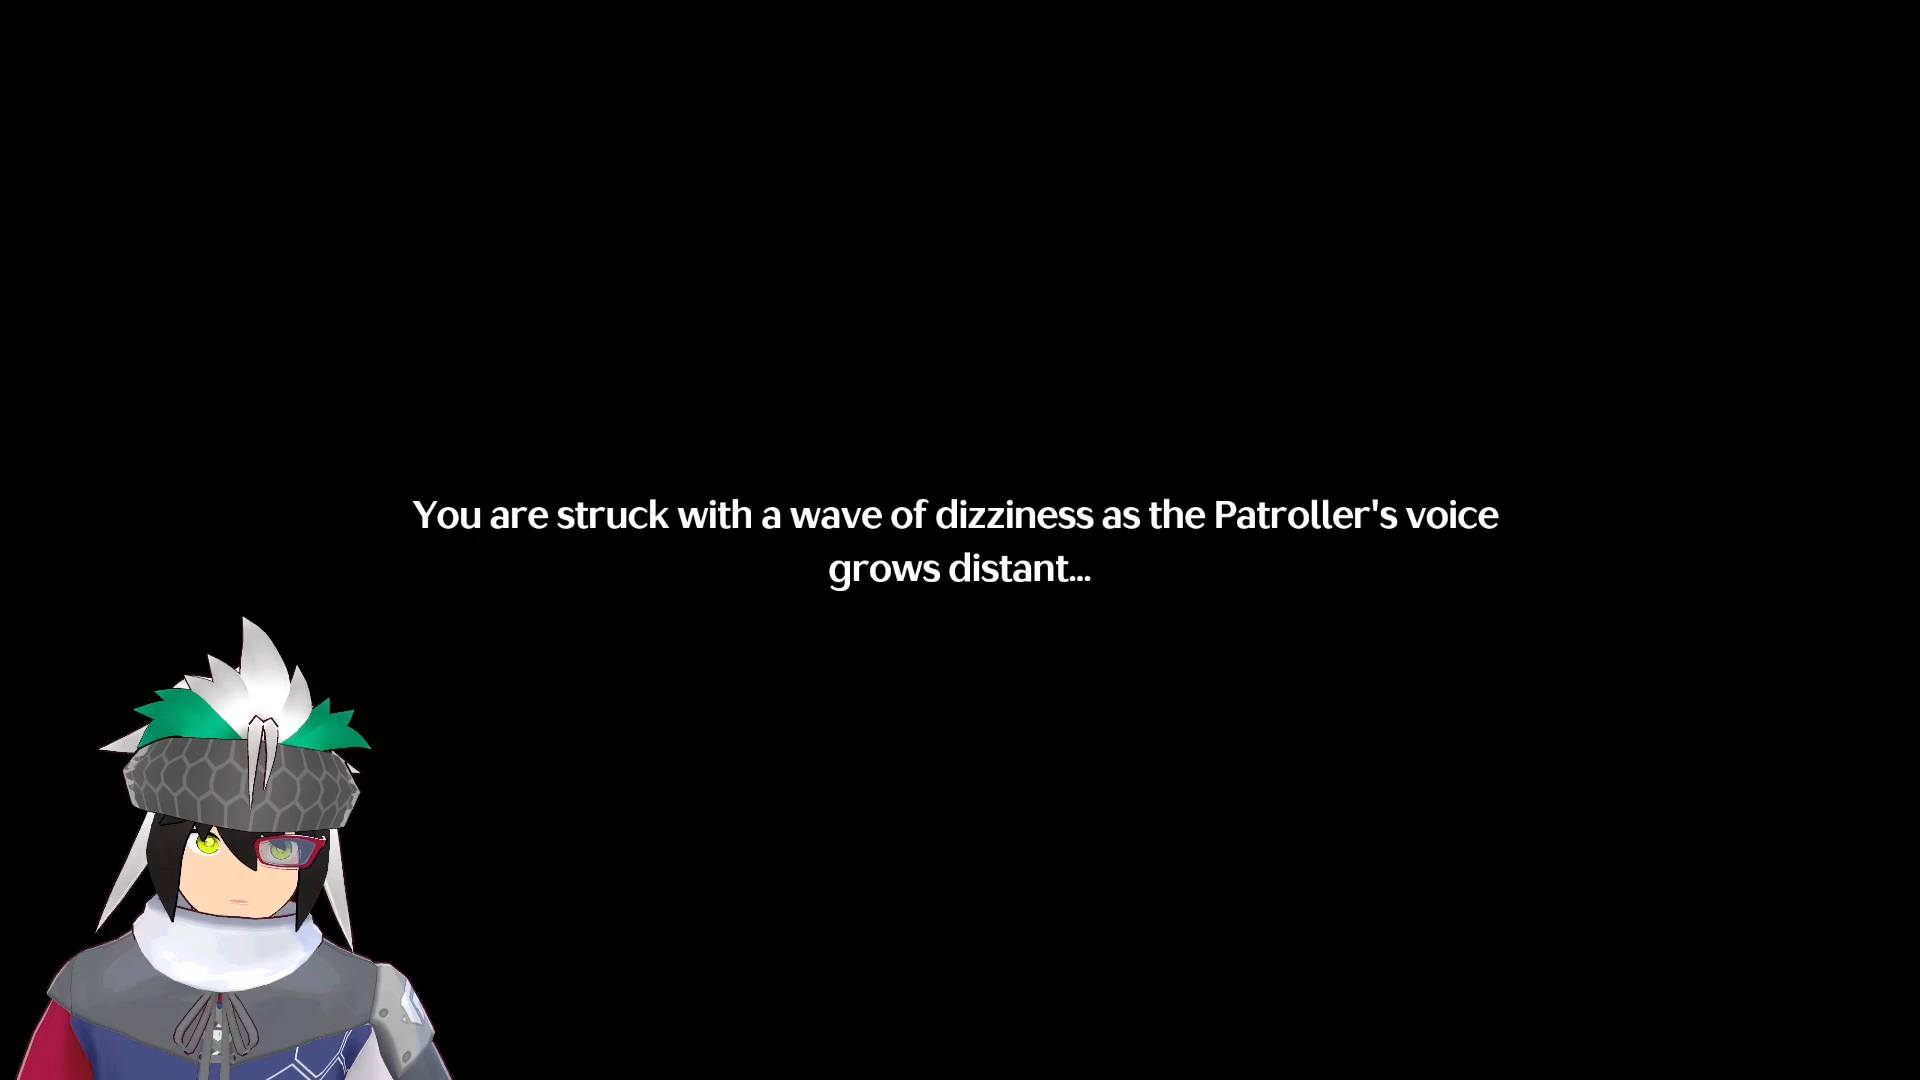 You are struck with a wave of dizziness as the Patroller's voice
grows distant...